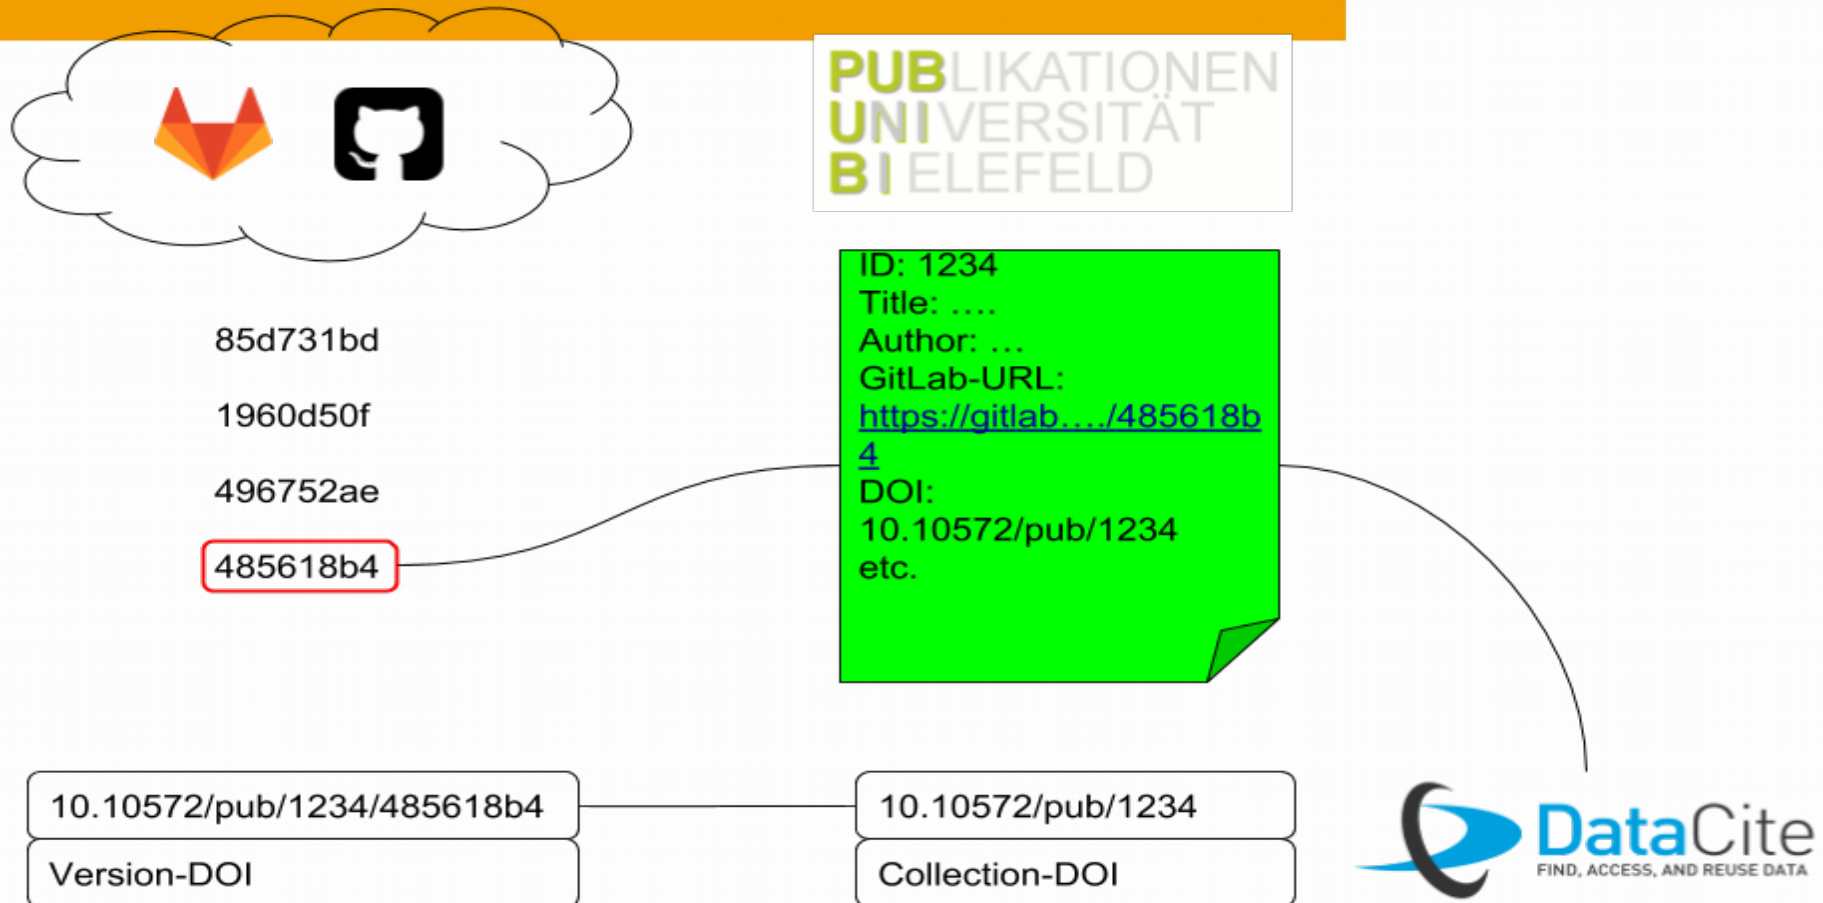 PUBLIKATIONEN
UNIVERSITÄT
BIELEFELD
85d731bd
1960d50f
496752ae
485618b4
ID: 1234
Title: ....
Author: ...
GitLab-URL:
https://gitlab..../485618b
4
DOI:
10.10572/pub/1234
etc.
10.10572/pub/1234/485618b4
Version-DOI
10.10572/pub/1234
Collection-DOI
DataCite
FIND, ACCESS, AND REUSE DATA